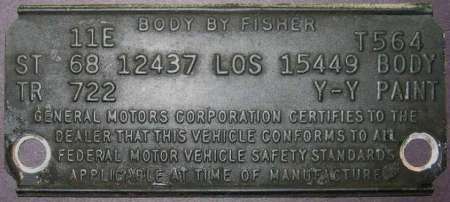 BODY BY FISHER
11E T564
ST 68 12437 LOS 15449 BODY
TR 722 Y-Y PAINT
GENERAL MOTORS CORPORATION CERTIFIES TO THE
DEALER THAT THIS VEHICLE CONFORMS TO ALL
FEDERAL MOTOR VEHICLE SAFETY STANDARDS
APPLICABLE AT TIME OF MANUFACTURE